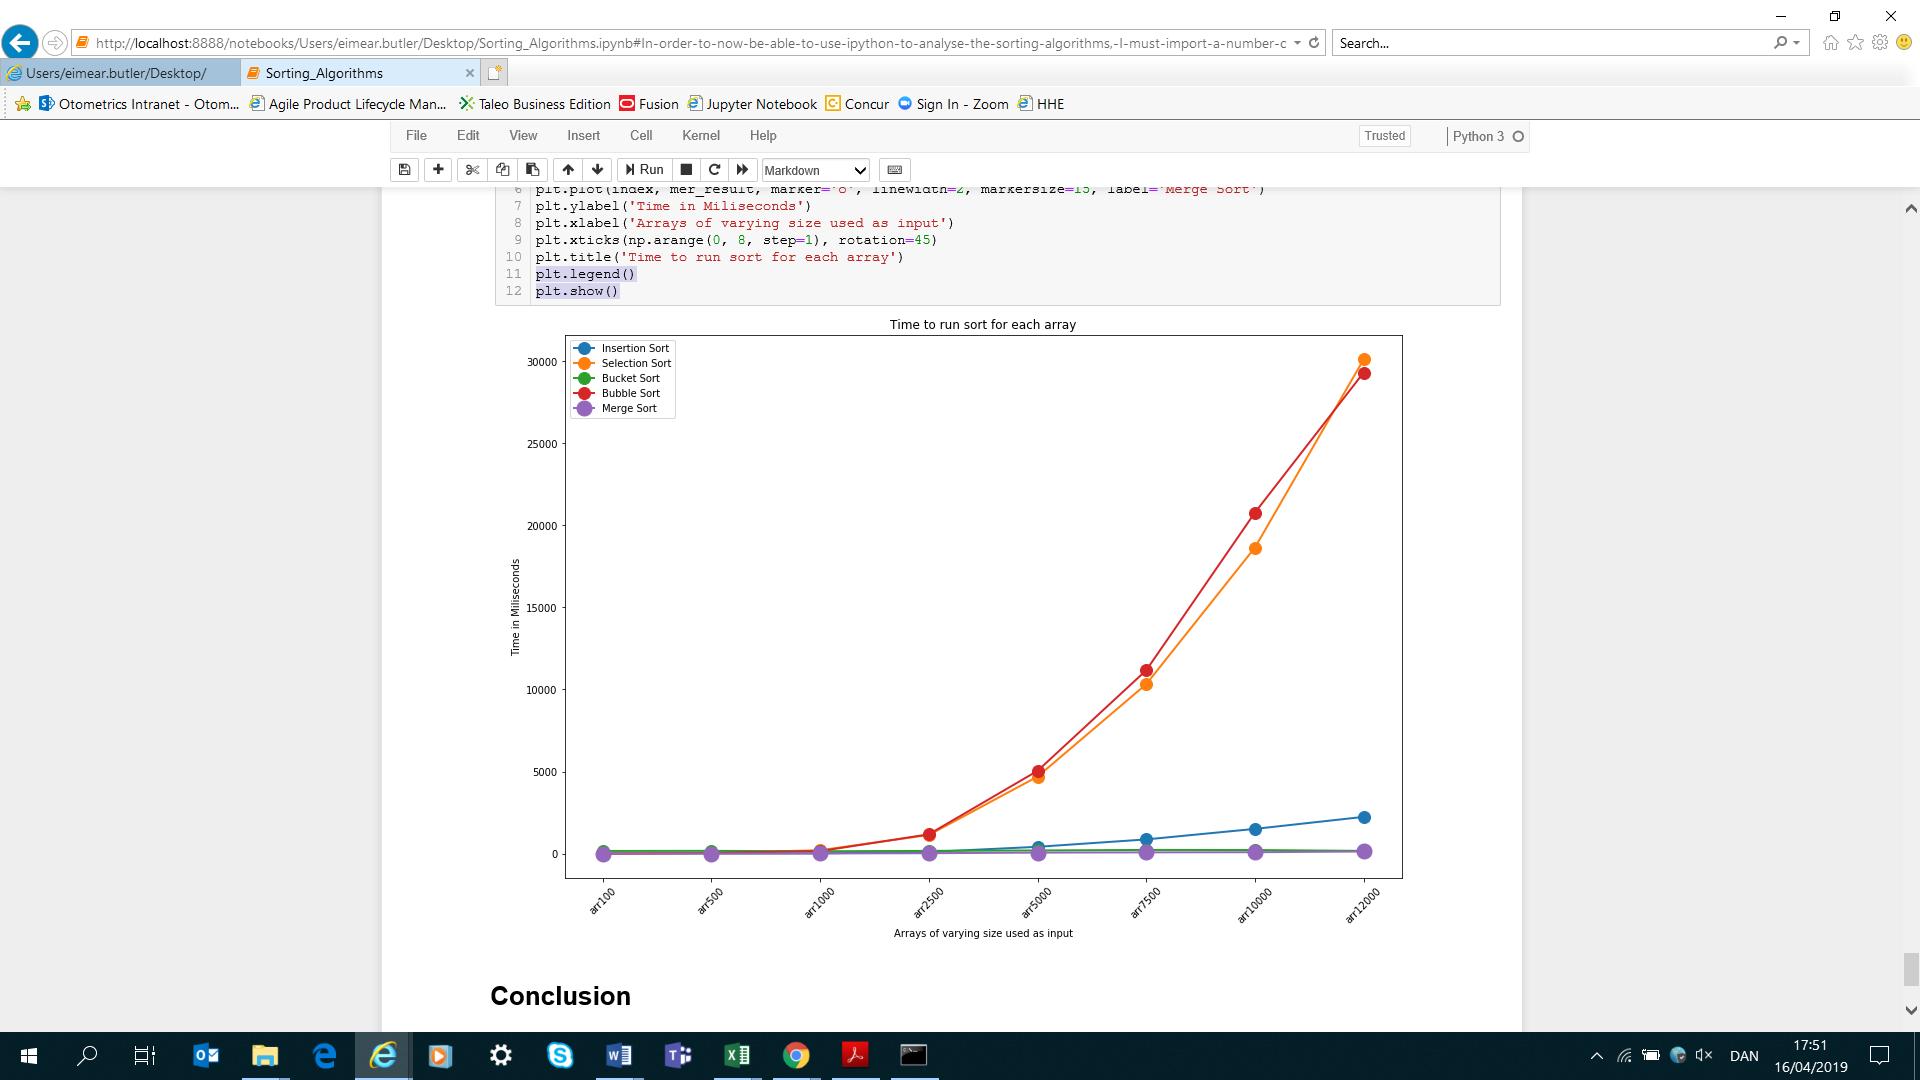 http://localhost:8888/notebooks/Users/eimear.butler/Desktop/Sorting_Algorithms.ipynb#In-order-to-now-be-able-to-use-ipython-to-analyse-the-sorting-algorithms,-I-must-import-a-number-c
Search...
Users/eimear.butler/Desktop/
Sorting_Algorithms
Otometrics Intranet - Otom... Agile Product Lifecycle Man... Taleo Business Edition Fusion Jupyter Notebook Concur Sign In - Zoom HHE
File Edit View Insert Cell Kernel Help Trusted Python 3
Run Markdown
6 plt.plot(index, mer_result, marker='o', linewidth=2, markersize=15, label='Merge Sort')
7 plt.ylabel('Time in Miliseconds')
8 plt.xlabel('Arrays of varying size used as input')
9 plt.xticks(np.arange(0, 8, step=1), rotation=45)
10 plt.title('Time to run sort for each array')
11 plt.legend()
12 plt.show()
Time to run sort for each array
Insertion Sort
Selection Sort
Bucket Sort
Bubble Sort
Merge Sort
30000
25000
20000
15000
10000
5000
0
Time in Miliseconds
arr100 arr500 arr1000 arr2500 arr5000 arr7500 arr10000 arr12000
Arrays of varying size used as input
Conclusion
DAN
17:51
16/04/2019